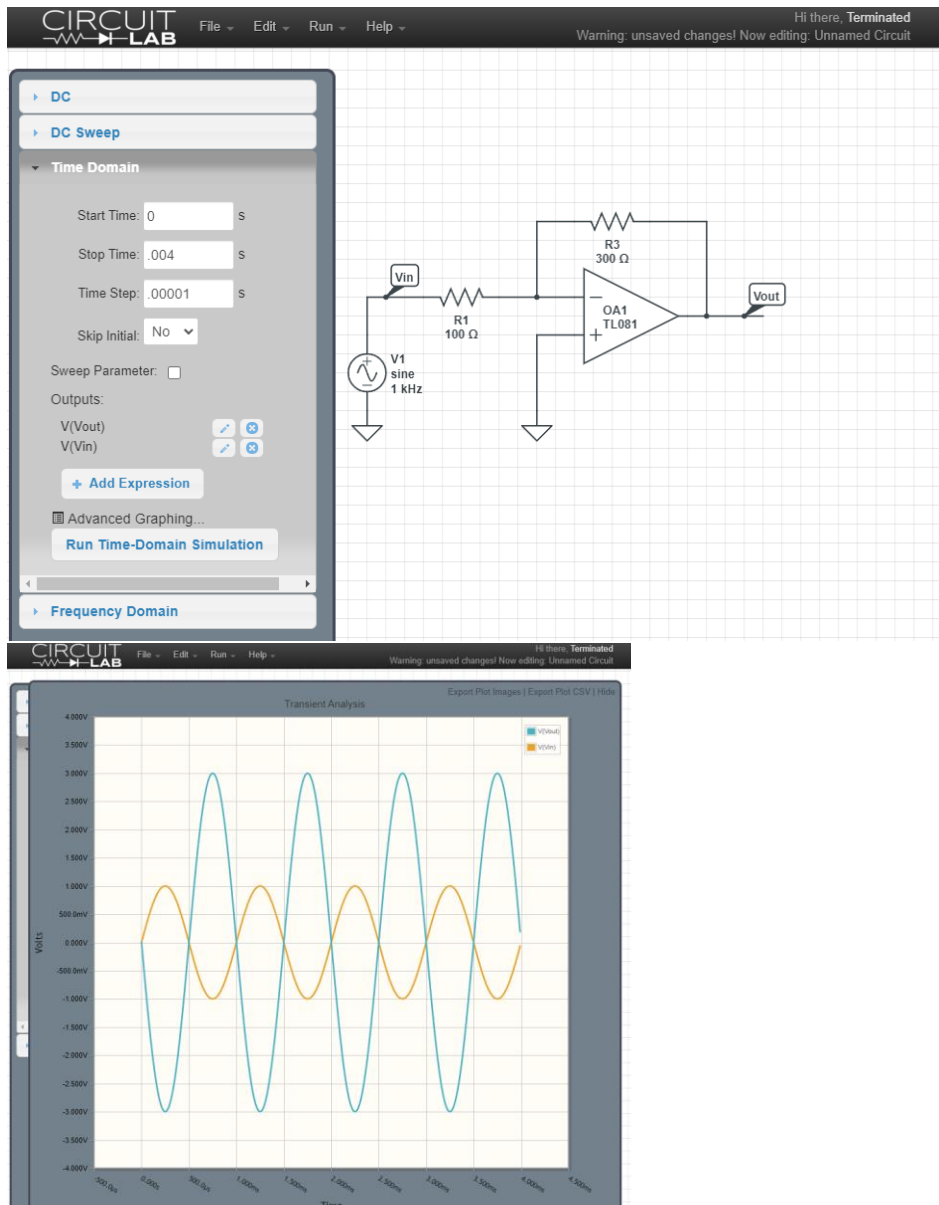 CIRCUIT LAB
File Edit Run Help
Hi there, Terminated
Warning: unsaved changes! Now editing: Unnamed Circuit
DC
DC Sweep
Time Domain
Start Time: 0 s
Stop Time: .004 s
Time Step: .00001 s
Skip Initial: No
Sweep Parameter:
Outputs:
V(Vout)
V(Vin)
+ Add Expression
Advanced Graphing...
Run Time-Domain Simulation
Frequency Domain
Vin
R1
100 Ω
V1
sine
1 kHz
R3
300 Ω
OA1
TL081
Vout
CIRCUIT LAB
File Edit Run Help
Hi there, Terminated
Warning: unsaved changes! Now editing: Unnamed Circuit
Export Plot Images | Export Plot CSV | Hide
Transient Analysis
V(Vout)
V(Vin)
Volts
4.000V
3.500V
3.000V
2.500V
2.000V
1.500V
1.000V
500.0mV
0.000V
-500.0mV
-1.000V
-1.500V
-2.000V
-2.500V
-3.000V
-3.500V
-4.000V
-500.0μs
0.000s
500.0μs
1.000ms
1.500ms
2.000ms
2.500ms
3.000ms
3.500ms
4.000ms
4.500ms